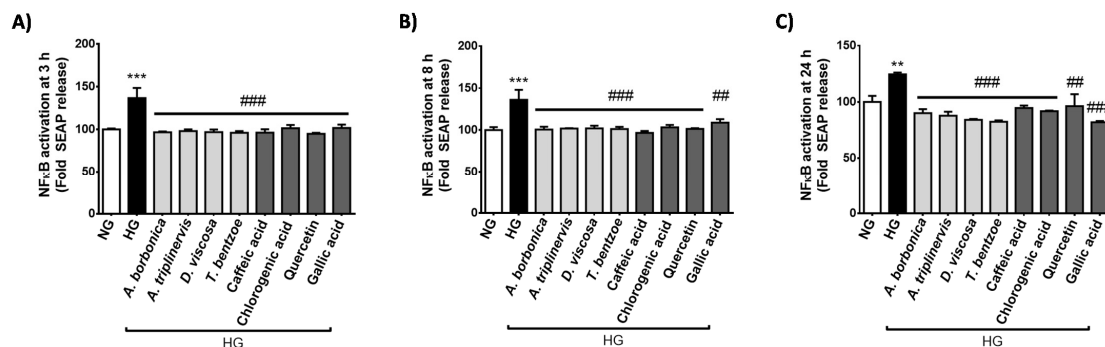 A)
NFκB activation at 3 h
(Fold SEAP release)
200
150
100
50
0
***
###
NG
HG
A. borbonica
A. triplinervis
D. viscosa
T. bentzoe
Caffeic acid
Chlorogenic acid
Quercetin
Gallic acid
HG
B)
NFκB activation at 8 h
(Fold SEAP release)
200
150
100
50
0
***
###
##
NG
HG
A. borbonica
A. triplinervis
D. viscosa
T. bentzoe
Caffeic acid
Chlorogenic acid
Quercetin
Gallic acid
HG
C)
NFκB activation at 24 h
(Fold SEAP release)
150
100
50
0
**
###
##
###
NG
HG
A. borbonica
A. triplinervis
D. viscosa
T. bentzoe
Caffeic acid
Chlorogenic acid
Quercetin
Gallic acid
HG